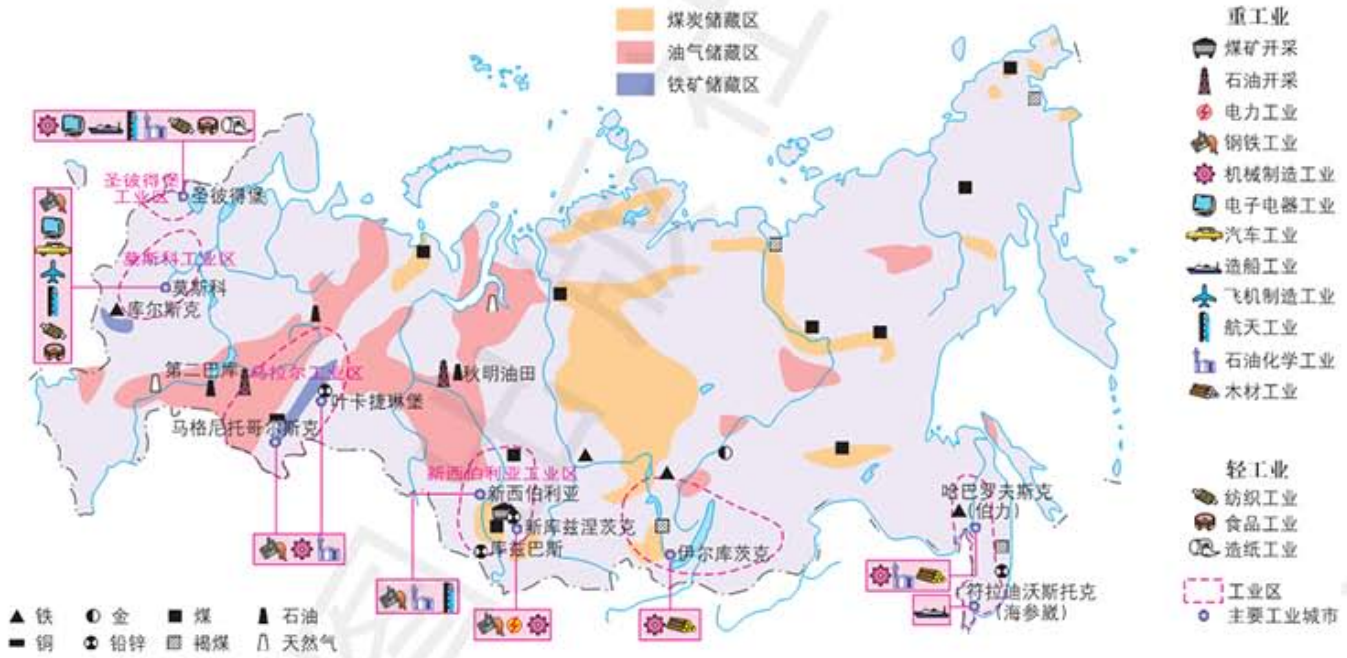 煤炭储藏区
油气储藏区
铁矿储藏区
重工业
煤矿开采
石油开采
电力工业
钢铁工业
机械制造工业
电子电器工业
汽车工业
造船工业
飞机制造工业
航天工业
石油化学工业
木材工业
轻工业
纺织工业
食品工业
造纸工业
工业区
主要工业城市
圣彼得堡
工业区
圣彼得堡
莫斯科工业区
莫斯科
库尔斯克
第二巴库
乌拉尔工业区
叶卡捷琳堡
马格尼托哥尔斯克
秋明油田
新西伯利亚工业区
新西伯利亚
新库兹涅茨克
库兹巴斯
伊尔库茨克
哈巴罗夫斯克
(伯力)
符拉迪沃斯托克
(海参崴)
铁
金
煤
石油
铜
铅锌
褐煤
天然气